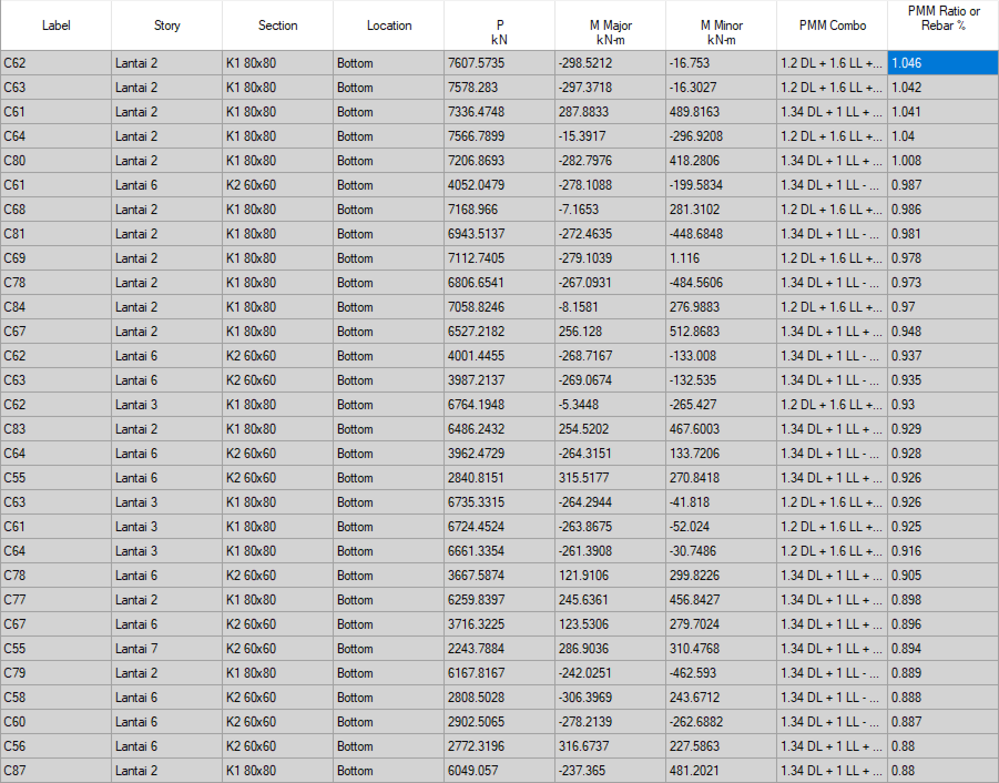 Label Story Section Location P kN M Major kN-m M Minor kN-m PMM Combo PMM Ratio or Rebar %
C62 Lantai 2 K1 80x80 Bottom 7607.5735 -298.5212 -16.753 1.2 DL + 1.6 LL +... 1.046
C63 Lantai 2 K1 80x80 Bottom 7578.283 -297.3718 -16.3027 1.2 DL + 1.6 LL +... 1.042
C61 Lantai 2 K1 80x80 Bottom 7336.4748 287.8833 489.8163 1.34 DL + 1 LL + ... 1.041
C64 Lantai 2 K1 80x80 Bottom 7566.7899 -15.3917 -296.9208 1.2 DL + 1.6 LL +... 1.04
C80 Lantai 2 K1 80x80 Bottom 7206.8693 -282.7976 418.2806 1.34 DL + 1 LL + ... 1.008
C61 Lantai 6 K2 60x60 Bottom 4052.0479 -278.1088 -199.5834 1.34 DL + 1 LL - ... 0.987
C68 Lantai 2 K1 80x80 Bottom 7168.966 -7.1653 281.3102 1.2 DL + 1.6 LL +... 0.986
C81 Lantai 2 K1 80x80 Bottom 6943.5137 -272.4635 -448.6848 1.34 DL + 1 LL - ... 0.981
C69 Lantai 2 K1 80x80 Bottom 7112.7405 -279.1039 1.116 1.2 DL + 1.6 LL +... 0.978
C78 Lantai 2 K1 80x80 Bottom 6806.6541 -267.0931 -484.5606 1.34 DL + 1 LL - ... 0.973
C84 Lantai 2 K1 80x80 Bottom 7058.8246 -8.1581 276.9883 1.2 DL + 1.6 LL +... 0.97
C67 Lantai 2 K1 80x80 Bottom 6527.2182 256.128 512.8683 1.34 DL + 1 LL + ... 0.948
C62 Lantai 6 K2 60x60 Bottom 4001.4455 -268.7167 -133.008 1.34 DL + 1 LL - ... 0.937
C63 Lantai 6 K2 60x60 Bottom 3987.2137 -269.0674 -132.535 1.34 DL + 1 LL - ... 0.935
C62 Lantai 3 K1 80x80 Bottom 6764.1948 -5.3448 -265.427 1.2 DL + 1.6 LL +... 0.93
C83 Lantai 2 K1 80x80 Bottom 6486.2432 254.5202 467.6003 1.34 DL + 1 LL + ... 0.929
C64 Lantai 6 K2 60x60 Bottom 3962.4729 -264.3151 133.7206 1.34 DL + 1 LL - ... 0.928
C55 Lantai 6 K2 60x60 Bottom 2840.8151 315.5177 270.8418 1.34 DL + 1 LL + ... 0.926
C63 Lantai 3 K1 80x80 Bottom 6735.3315 -264.2944 -41.818 1.2 DL + 1.6 LL +... 0.926
C61 Lantai 3 K1 80x80 Bottom 6724.4524 -263.8675 -52.024 1.2 DL + 1.6 LL +... 0.925
C64 Lantai 3 K1 80x80 Bottom 6661.3354 -261.3908 -30.7486 1.2 DL + 1.6 LL +... 0.916
C78 Lantai 6 K2 60x60 Bottom 3667.5874 121.9106 299.8226 1.34 DL + 1 LL + ... 0.905
C77 Lantai 2 K1 80x80 Bottom 6259.8397 245.6361 456.8427 1.34 DL + 1 LL + ... 0.898
C67 Lantai 6 K2 60x60 Bottom 3716.3225 123.5306 279.7024 1.34 DL + 1 LL + ... 0.896
C55 Lantai 7 K2 60x60 Bottom 2243.7884 286.9036 310.4768 1.34 DL + 1 LL + ... 0.894
C79 Lantai 2 K1 80x80 Bottom 6167.8167 -242.0251 -462.593 1.34 DL + 1 LL - ... 0.889
C58 Lantai 6 K2 60x60 Bottom 2808.5028 -306.3969 243.6712 1.34 DL + 1 LL - ... 0.888
C60 Lantai 6 K2 60x60 Bottom 2902.5065 -278.2139 -262.6882 1.34 DL + 1 LL - ... 0.887
C56 Lantai 6 K2 60x60 Bottom 2772.3196 316.6737 227.5863 1.34 DL + 1 LL + ... 0.88
C87 Lantai 2 K1 80x80 Bottom 6049.057 -237.365 481.2021 1.34 DL + 1 LL + ... 0.88